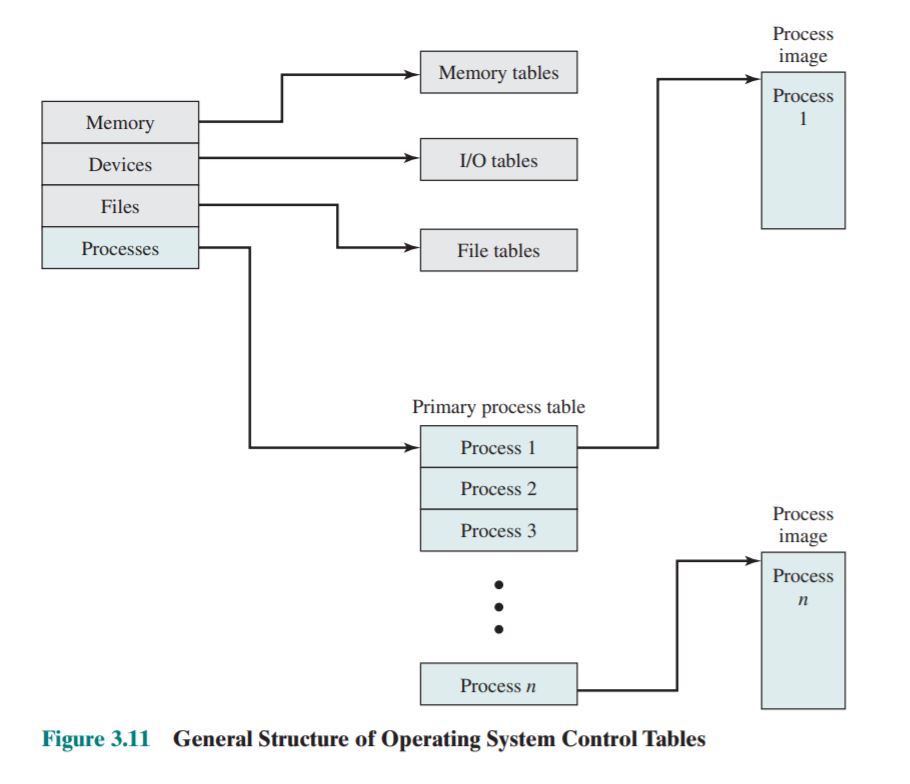 Memory
Devices
Files
Processes
Memory tables
I/O tables
File tables
Primary process table
Process 1
Process 2
Process 3
Process n
Process
image
Process
1
Process
image
Process
n
Figure 3.11 General Structure of Operating System Control Tables